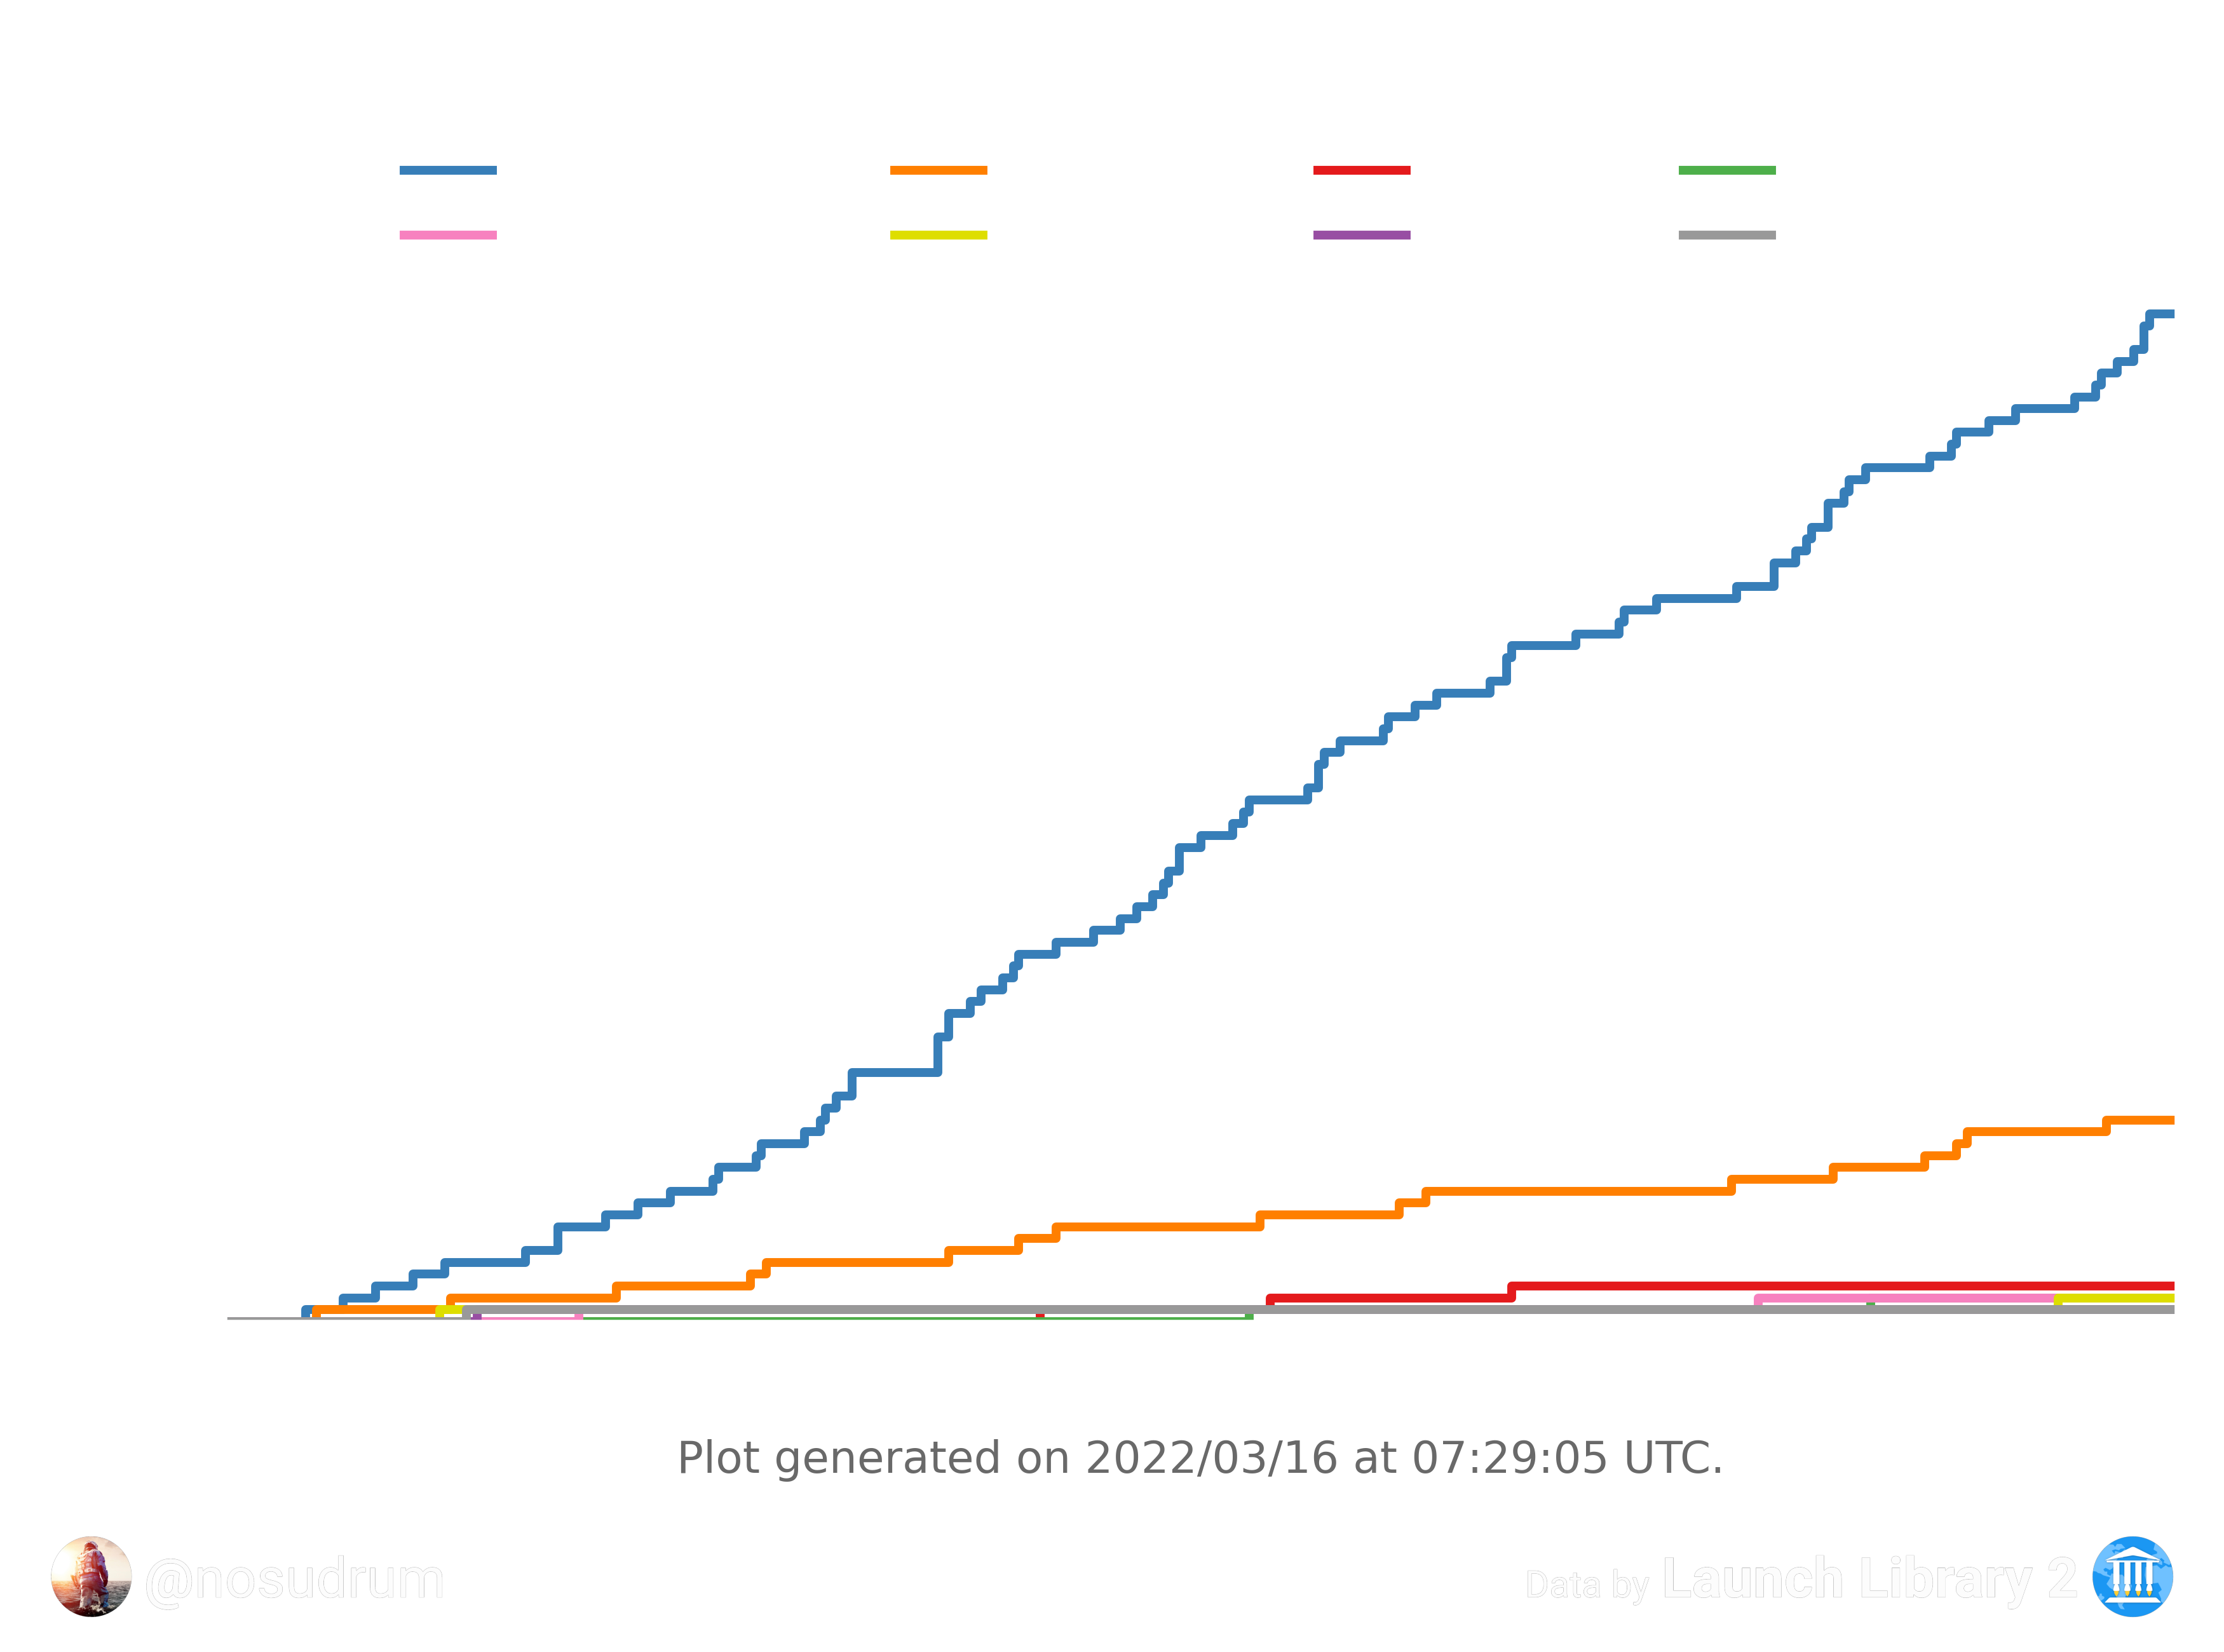 Plot generated on 2022/03/16 at 07:29:05 UTC.
@nosudrum
Data by Launch Library 2